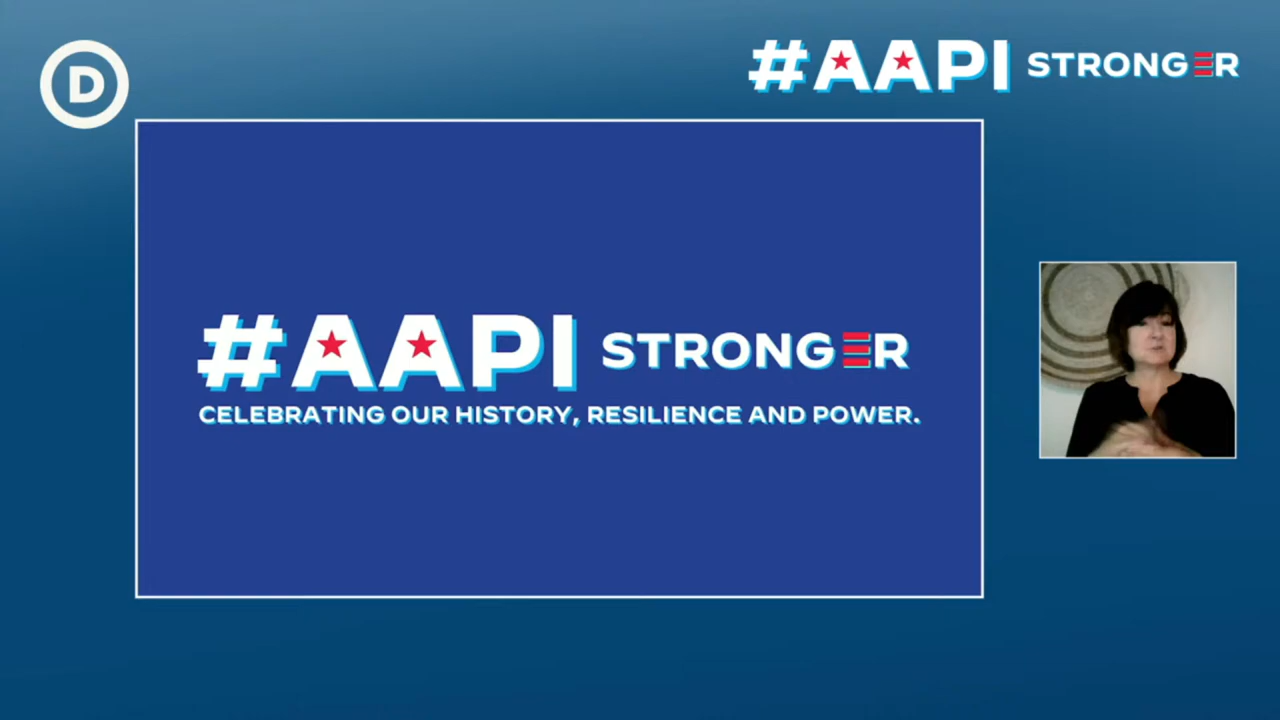 D
#AAPI STRONGER
#AAPI STRONGER
CELEBRATING OUR HISTORY, RESILIENCE AND POWER.